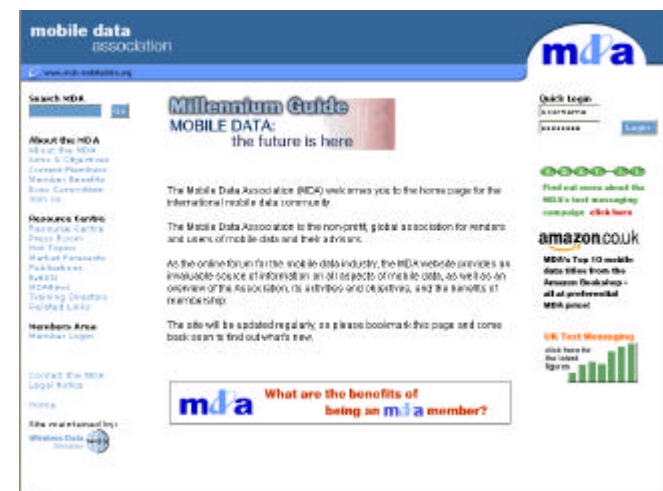 mobile data
association
mda
Search MDA
About the MDA
About the MDA
Aims & Objectives
Current Members
Member Benefits
Exec Committee
Join Us
Resource Centre
Resource Centre
Press Room
Hot Topics
Market Forecasts
Publications
Events
MDANews
Training Directory
Related Links
Members Area
Member Login
Contact the MDA
Legal Notice
Home
Site maintained by:
Wireless Data
Millennium Guide
MOBILE DATA:
the future is here
The Mobile Data Association (MDA) welcomes you to the home page for the
international mobile data community.
The Mobile Data Association is the non-profit, global association for vendors
and users of mobile data and their advisors.
As the online forum for the mobile data industry, the MDA website provides an
invaluable source of information on all aspects of mobile data, as well as an
overview of the Association, its activities and objectives, and the benefits of
membership.
The site will be updated regularly, so please bookmark this page and come
back soon to find out what's new.
mda
What are the benefits of
being an mda member?
Quick Login
username
Login
Find out more about the
MDA's text messaging
campaign click here
amazon.co.uk
MDA's Top 10 mobile
data titles from the
Amazon Bookshop -
all at preferential
MDA price!
UK Text Messaging
click here for
the latest
figures